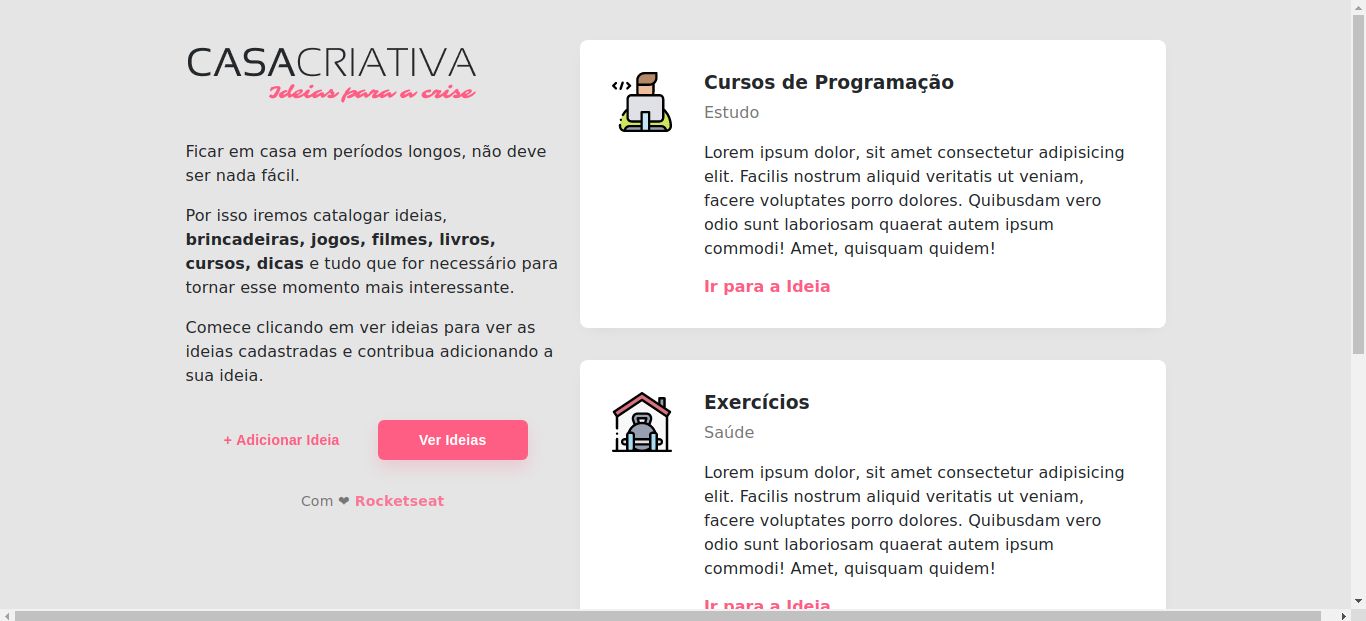 CASACRIATIVA
Ideias para a crise
Ficar em casa em períodos longos, não deve
ser nada fácil.
Por isso iremos catalogar ideias,
brincadeiras, jogos, filmes, livros,
cursos, dicas e tudo que for necessário para
tornar esse momento mais interessante.
Comece clicando em ver ideias para ver as
ideias cadastradas e contribua adicionando a
sua ideia.
+ Adicionar Ideia
Ver Ideias
Com ❤ Rocketseat
Cursos de Programação
Estudo
Lorem ipsum dolor, sit amet consectetur adipisicing
elit. Facilis nostrum aliquid veritatis ut veniam,
facere voluptates porro dolores. Quibusdam vero
odio sunt laboriosam quaerat autem ipsum
commodi! Amet, quisquam quidem!
Ir para a Ideia
Exercícios
Saúde
Lorem ipsum dolor, sit amet consectetur adipisicing
elit. Facilis nostrum aliquid veritatis ut veniam,
facere voluptates porro dolores. Quibusdam vero
odio sunt laboriosam quaerat autem ipsum
commodi! Amet, quisquam quidem!
Ir para a Ideia